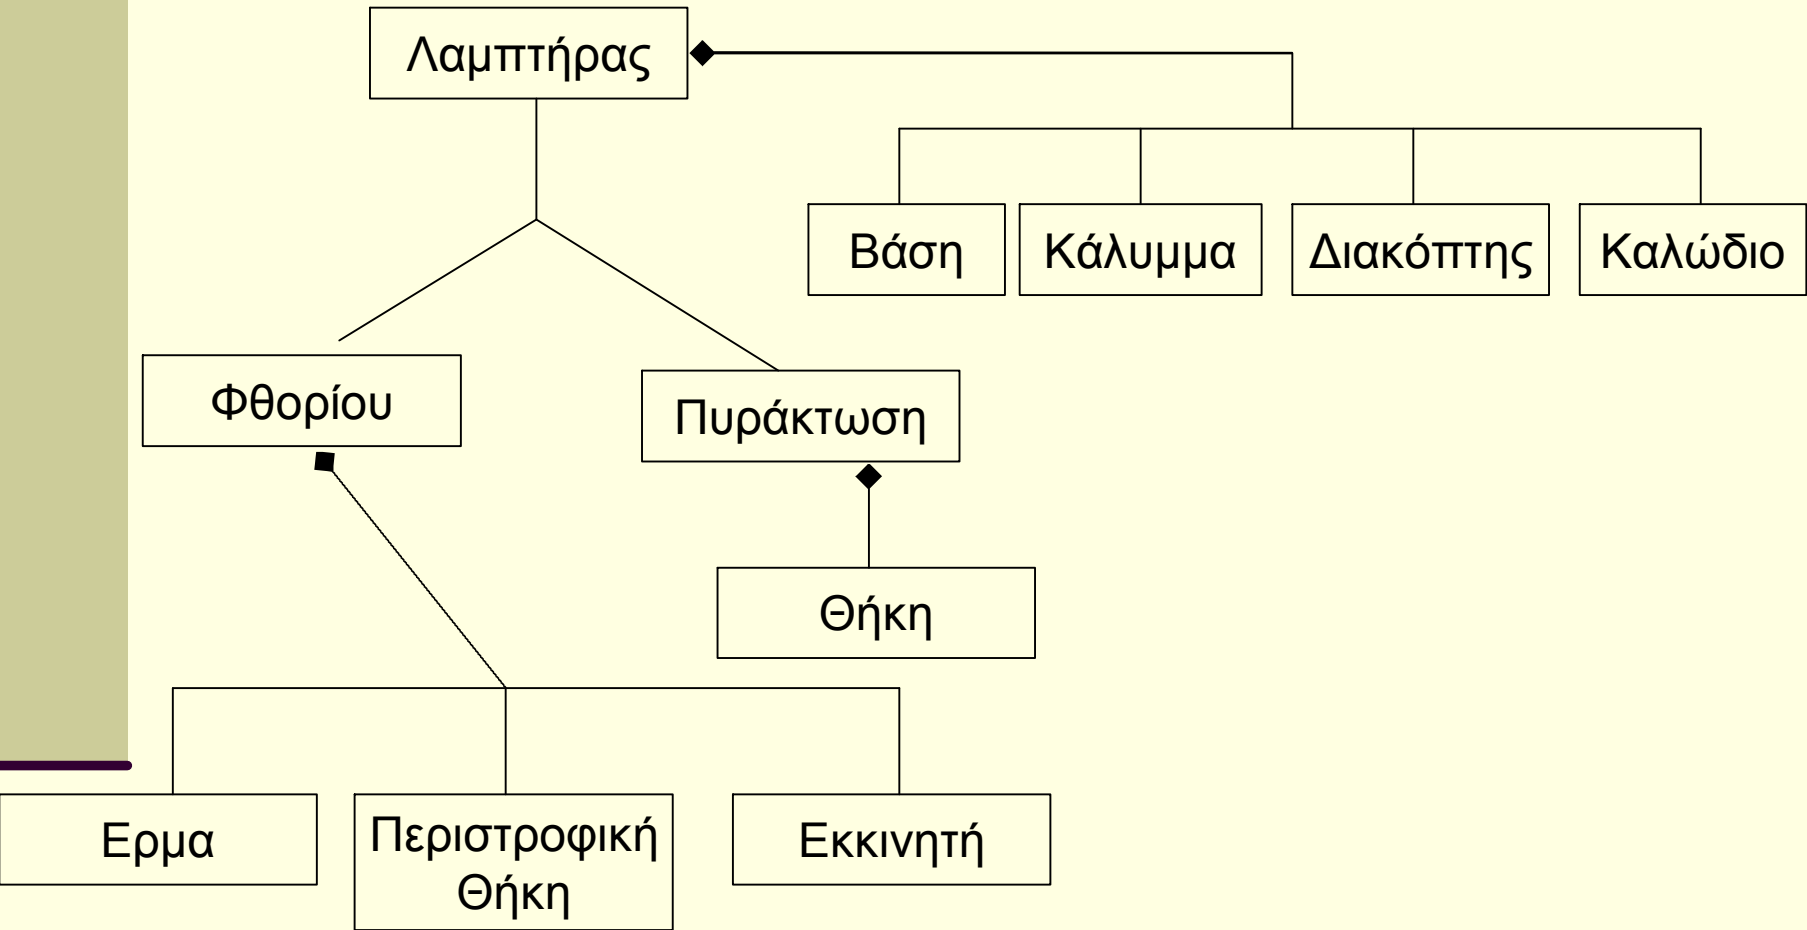 Λαμπτήρας
Βάση
Κάλυμμα
Διακόπτης
Καλώδιο
Φθορίου
Πυράκτωση
Θήκη
Ερμα
Περιστροφική
Θήκη
Εκκινητή